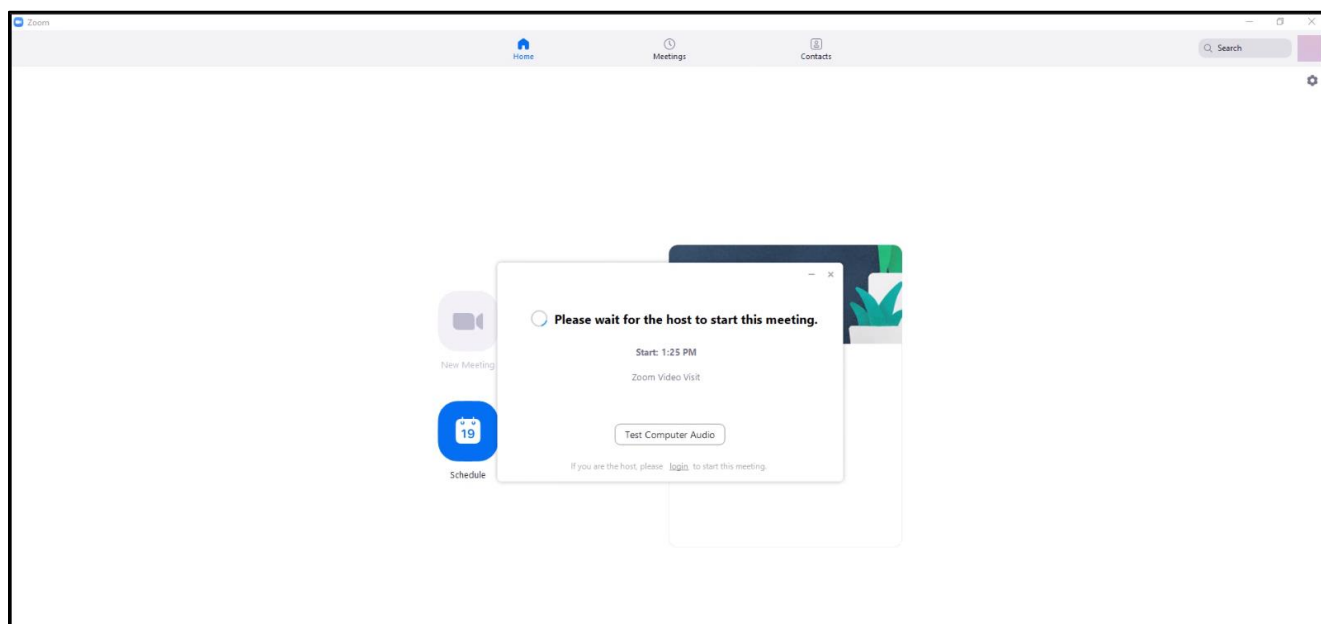 Zoom
Home
Meetings
Contacts
Search
Please wait for the host to start this meeting.
Start: 1:25 PM
New Meeting
Zoom Video Visit
19
Test Computer Audio
If you are the host, please login to start this meeting.
Schedule